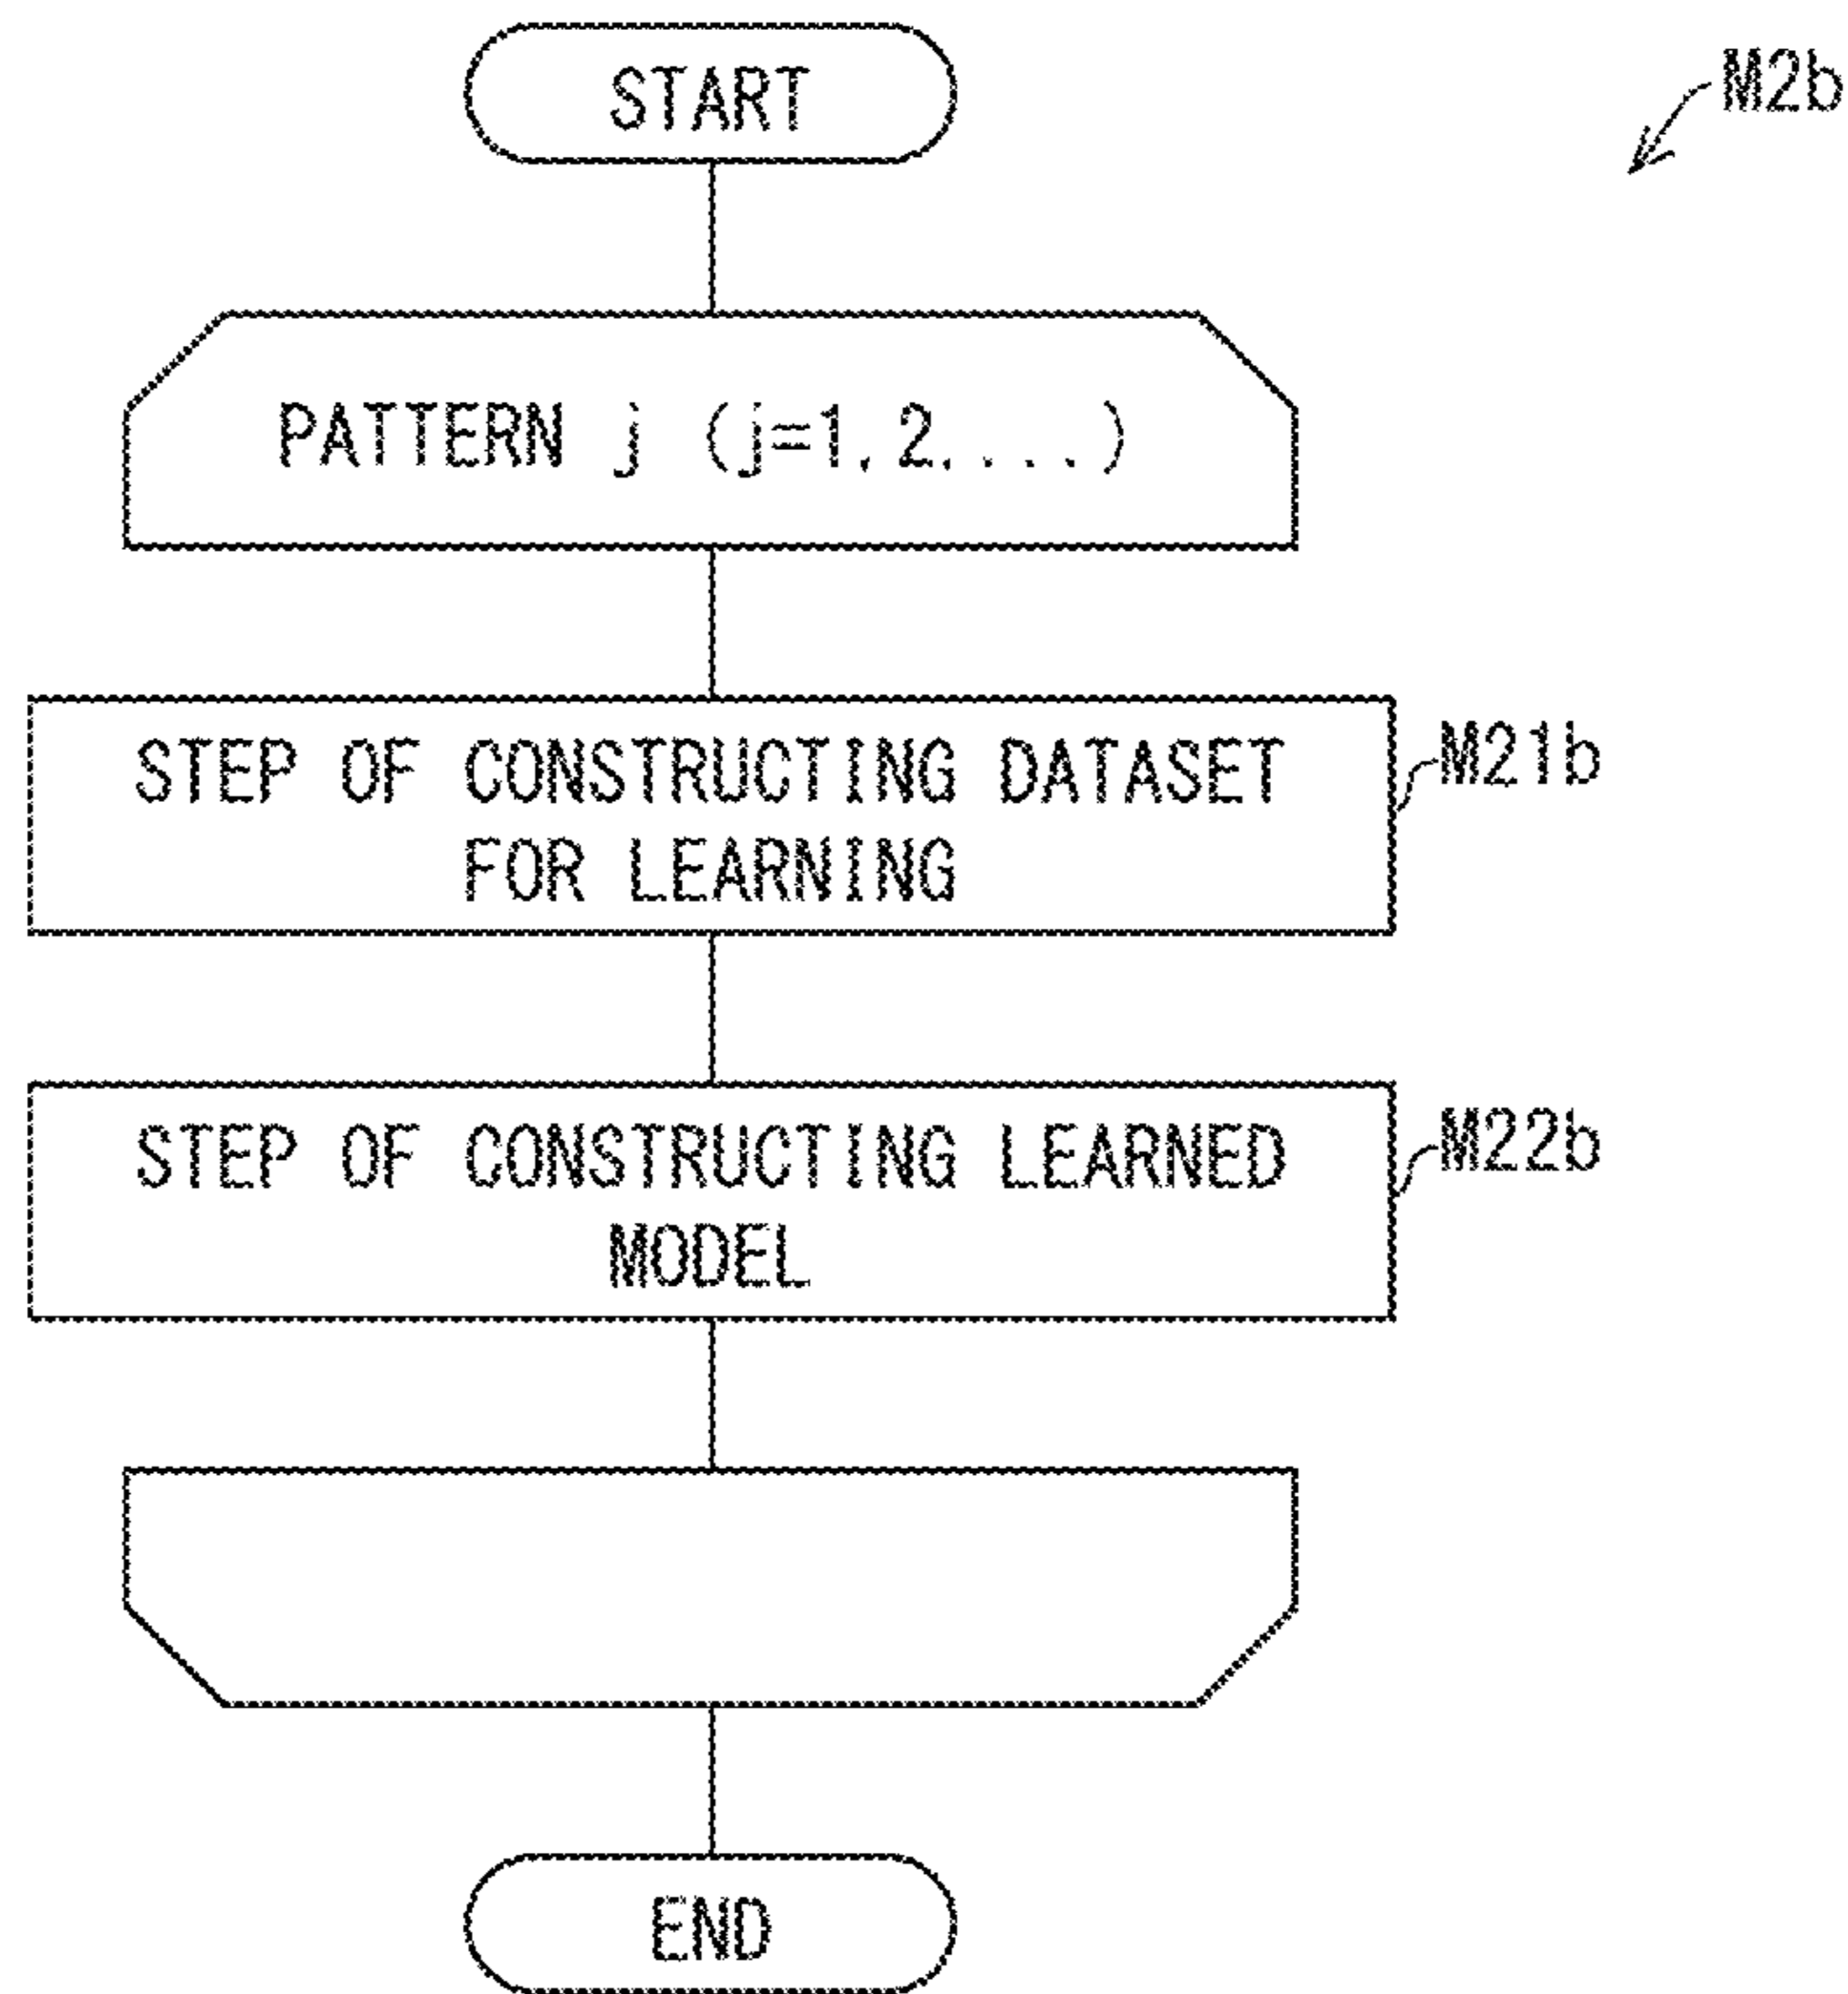 START
M2b
PATTERN j (j=1,2,...)
STEP OF CONSTRUCTING DATASET
FOR LEARNING
M21b
STEP OF CONSTRUCTING LEARNED
MODEL
M22b
END